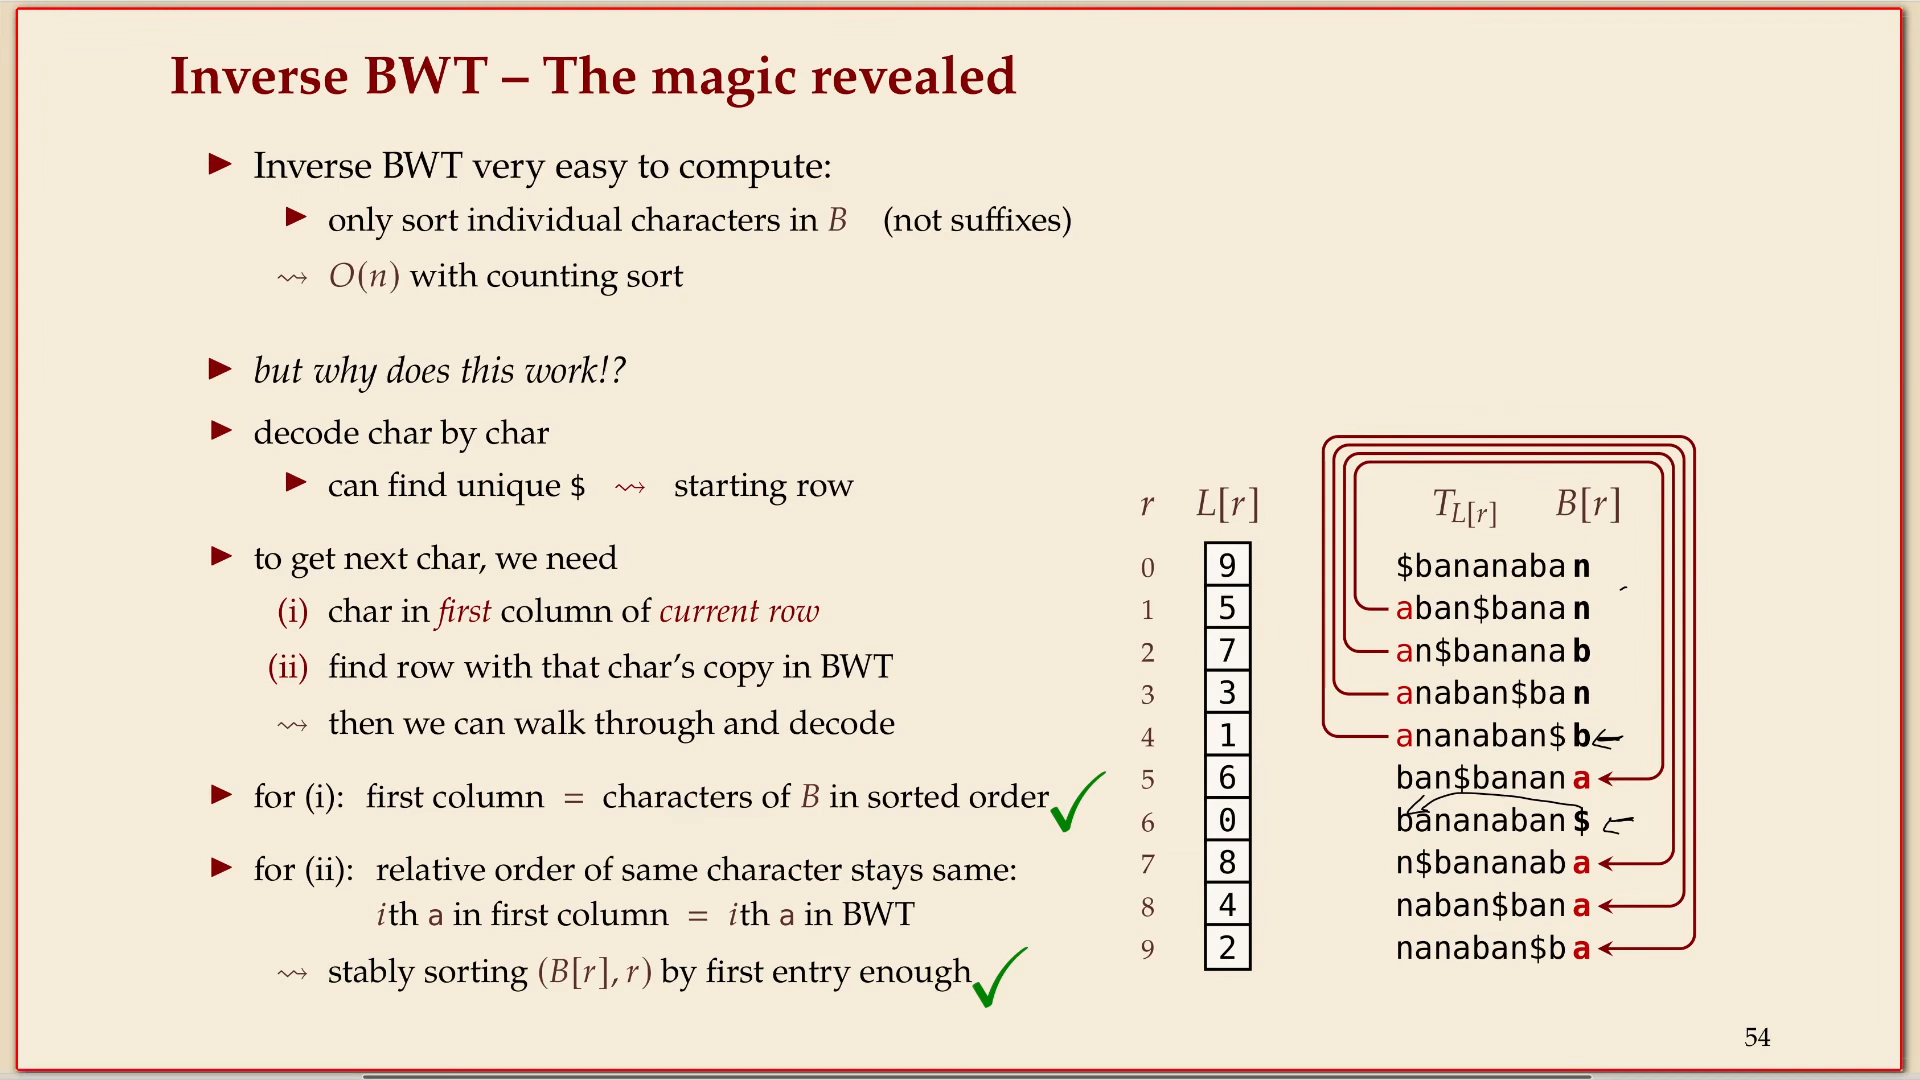 Inverse BWT – The magic revealed
▶ Inverse BWT very easy to compute:
▶ only sort individual characters in B (not suffixes)
⇝ O(n) with counting sort
▶ but why does this work!?
▶ decode char by char
▶ can find unique $ ⇝ starting row
▶ to get next char, we need
(i) char in first column of current row
(ii) find row with that char's copy in BWT
⇝ then we can walk through and decode
▶ for (i): first column = characters of B in sorted order ✓
▶ for (ii): relative order of same character stays same:
ith a in first column = ith a in BWT
⇝ stably sorting (B[r], r) by first entry enough ✓
r L[r] T_{L[r]} B[r]
0 9 $bananaba n
1 5 aban$bana n
2 7 an$banana b
3 3 anaban$ba n
4 1 ananaban$ b
5 6 ban$banan a
6 0 bananaban $
7 8 n$bananab a
8 4 naban$ban a
9 2 nanaban$b a
54